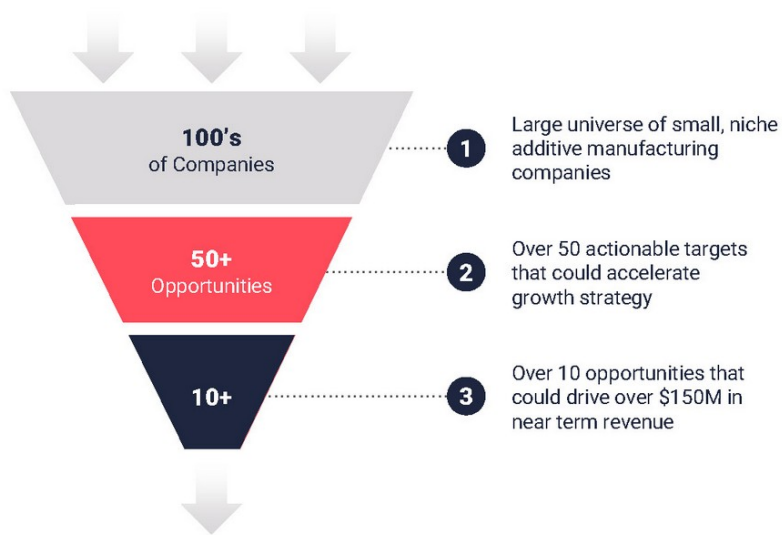 100's
of Companies
1
Large universe of small, niche
additive manufacturing
companies
50+
Opportunities
2
Over 50 actionable targets
that could accelerate
growth strategy
10+
3
Over 10 opportunities that
could drive over $150M in
near term revenue